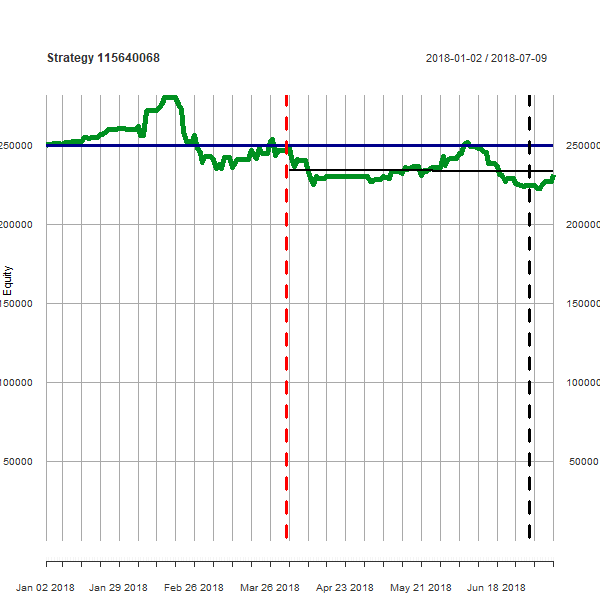 Strategy 115640068
2018-01-02 / 2018-07-09
250000
250000
200000
200000
Equity
150000
150000
100000
100000
50000
50000
Jan 02 2018
Jan 29 2018
Feb 26 2018
Mar 26 2018
Apr 23 2018
May 21 2018
Jun 18 2018